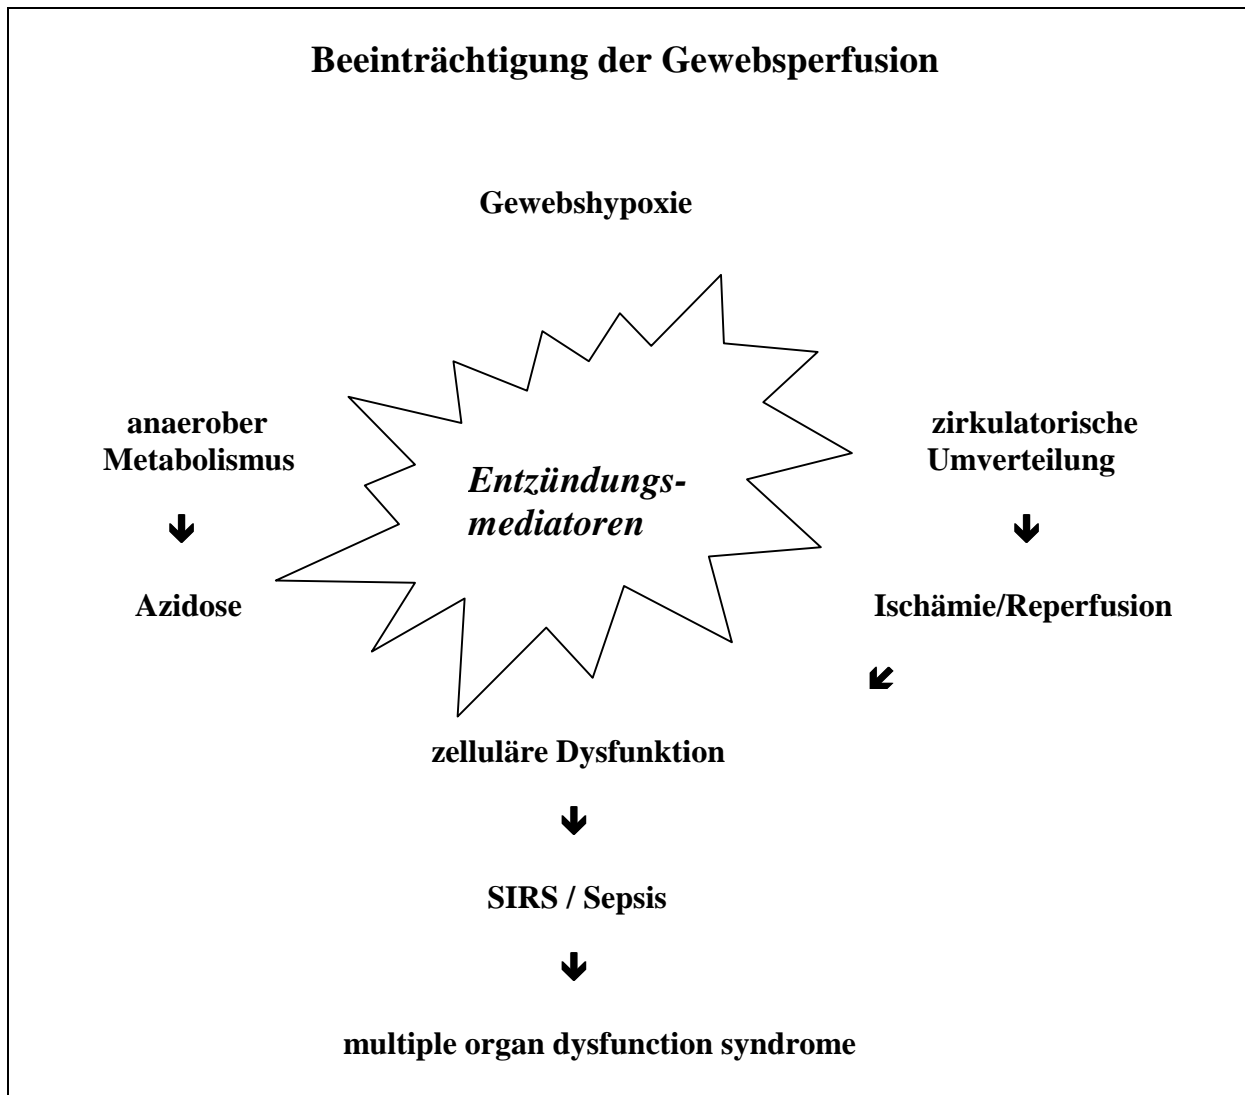 Beeinträchtigung der Gewebsperfusion
Gewebshypoxie
anaerober
Metabolismus
zirkulatorische
Umverteilung
Entzündungs-
mediatoren
Azidose
Ischämie/Reperfusion
zelluläre Dysfunktion
SIRS / Sepsis
multiple organ dysfunction syndrome